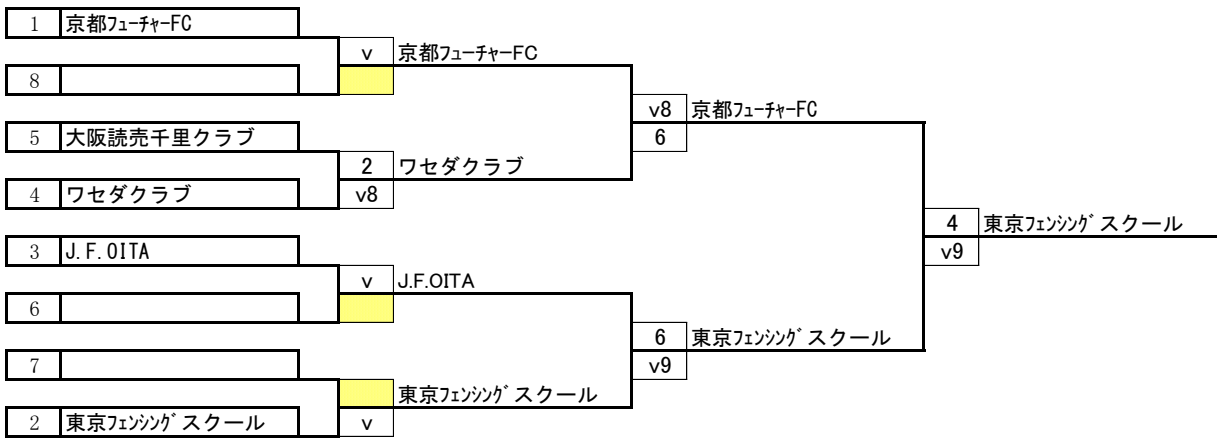 1 京都ﾌｭｰﾁｬｰFC
v 京都ﾌｭｰﾁｬｰFC
8
v8 京都ﾌｭｰﾁｬｰFC
5 大阪読売千里クラブ
6
2 ワセダクラブ
4 ワセダクラブ
v8
4 東京ﾌｪﾝｼﾝｸﾞスクール
3 J.F.OITA
v9
v J.F.OITA
6
6 東京ﾌｪﾝｼﾝｸﾞスクール
7
v9
東京ﾌｪﾝｼﾝｸﾞスクール
2 東京ﾌｪﾝｼﾝｸﾞスクール
v